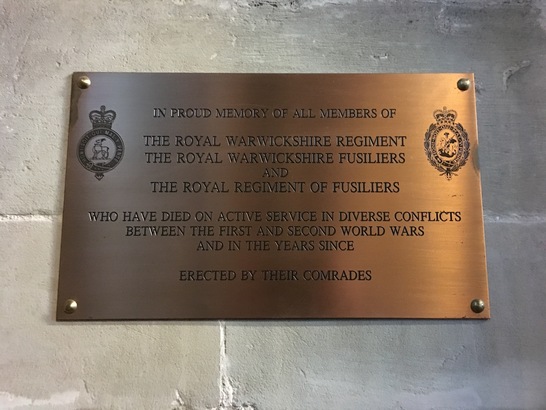 IN PROUD MEMORY OF ALL MEMBERS OF
THE ROYAL WARWICKSHIRE REGIMENT
THE ROYAL WARWICKSHIRE FUSILIERS
AND
THE ROYAL REGIMENT OF FUSILIERS
WHO HAVE DIED ON ACTIVE SERVICE IN DIVERSE CONFLICTS
BETWEEN THE FIRST AND SECOND WORLD WARS
AND IN THE YEARS SINCE
ERECTED BY THEIR COMRADES